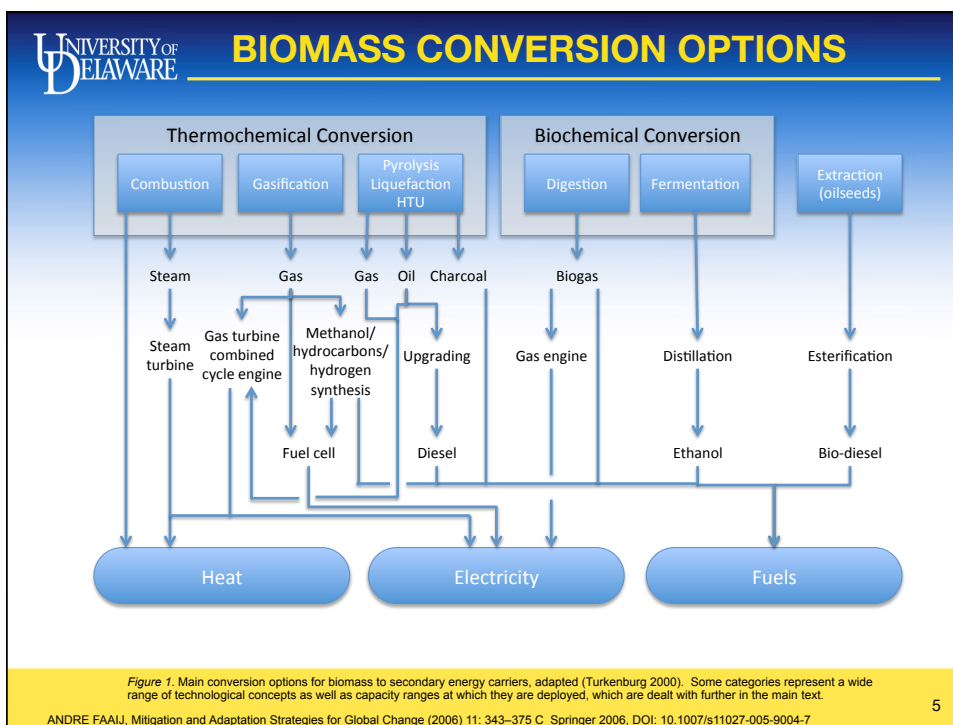 UNIVERSITY OF
DELAWARE
BIOMASS CONVERSION OPTIONS
Thermochemical Conversion
Biochemical Conversion
Combustion
Gasification
Pyrolysis
Liquefaction
HTU
Digestion
Fermentation
Extraction
(oilseeds)
Steam
Gas
Gas
Oil
Charcoal
Biogas
Steam
turbine
Gas turbine
combined
cycle engine
Methanol/
hydrocarbons/
hydrogen
synthesis
Upgrading
Gas engine
Distillation
Esterification
Fuel cell
Diesel
Ethanol
Bio-diesel
Heat
Electricity
Fuels
Figure 1. Main conversion options for biomass to secondary energy carriers, adapted (Turkenburg 2000). Some categories represent a wide
range of technological concepts as well as capacity ranges at which they are deployed, which are dealt with further in the main text.
ANDRE FAAIJ, Mitigation and Adaptation Strategies for Global Change (2006) 11: 343–375 C Springer 2006, DOI: 10.1007/s11027-005-9004-7
5